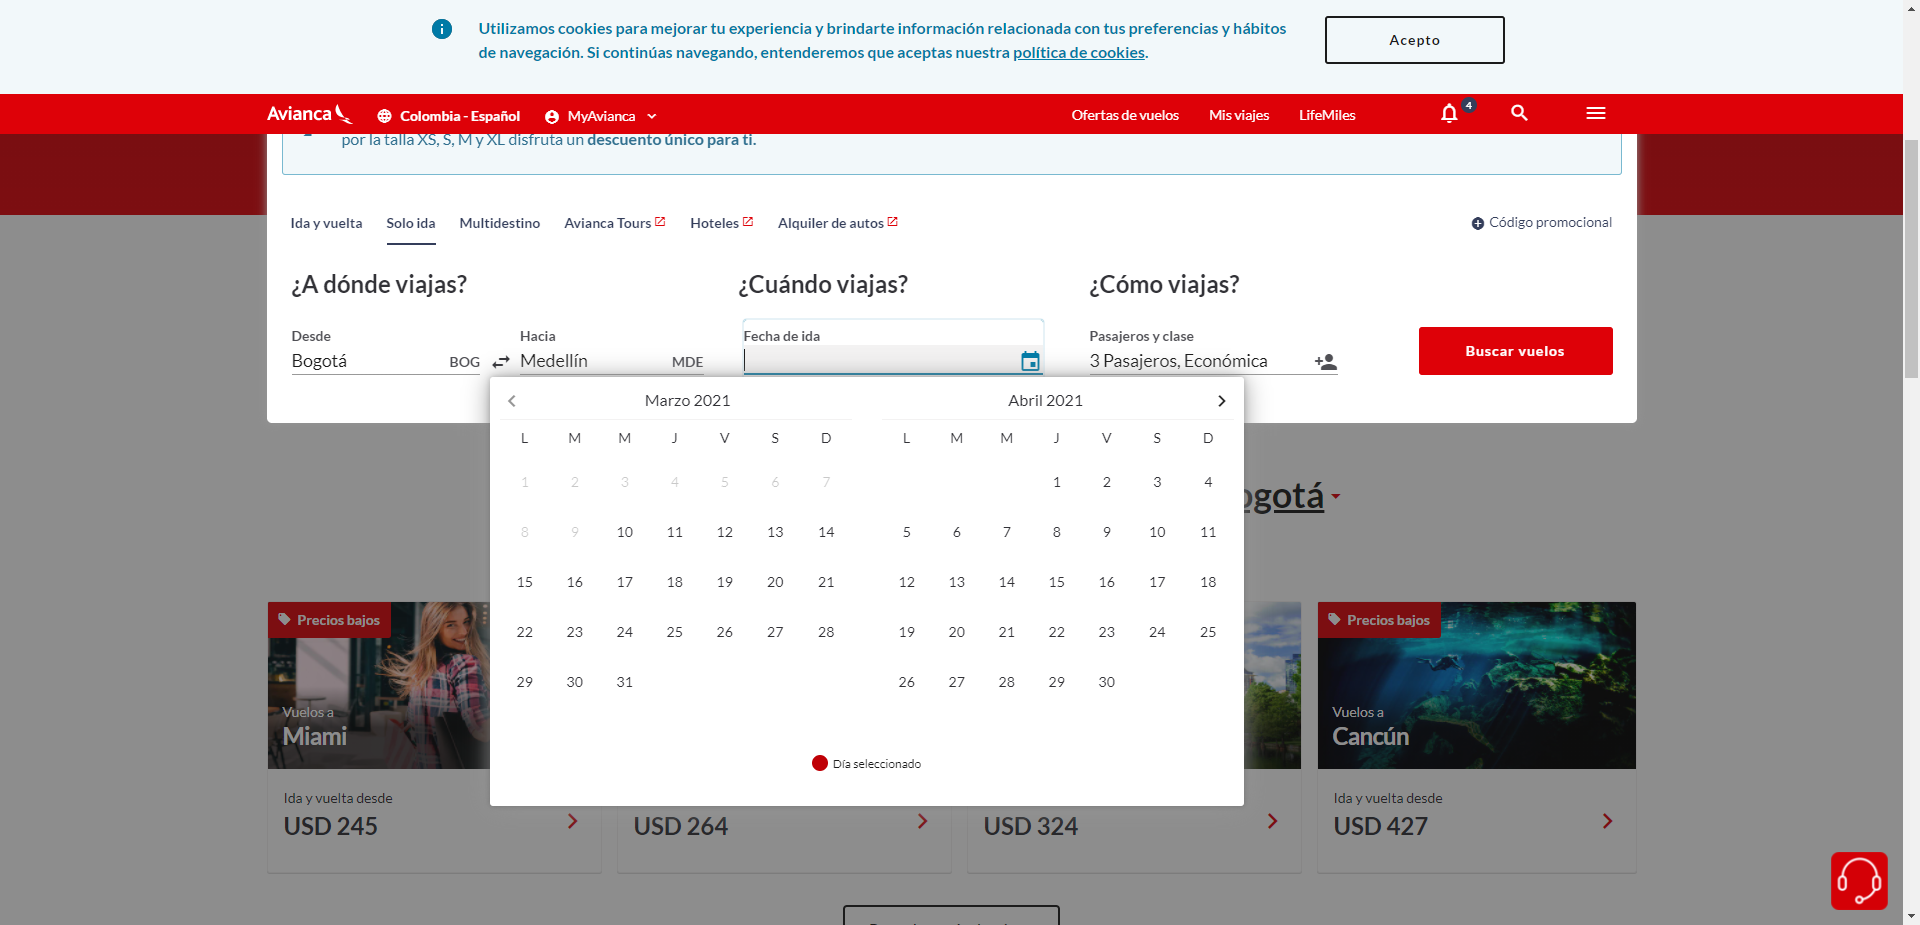 Utilizamos cookies para mejorar tu experiencia y brindarte información relacionada con tus preferencias y hábitos
de navegación. Si continúas navegando, entenderemos que aceptas nuestra política de cookies.
Acepto
Avianca
Colombia - Español
MyAvianca
Ofertas de vuelos
Mis viajes
LifeMiles
4
por la talla XS, S, M y XL disfruta un descuento único para ti.
Ida y vuelta
Solo ida
Multidestino
Avianca Tours
Hoteles
Alquiler de autos
Código promocional
¿A dónde viajas?
¿Cuándo viajas?
¿Cómo viajas?
Desde
Hacia
Fecha de ida
Pasajeros y clase
Bogotá BOG
Medellín MDE
3 Pasajeros, Económica
Buscar vuelos
Marzo 2021
L M M J V S D
1 2 3 4 5 6 7
8 9 10 11 12 13 14
15 16 17 18 19 20 21
22 23 24 25 26 27 28
29 30 31
Abril 2021
L M M J V S D
1 2 3 4
5 6 7 8 9 10 11
12 13 14 15 16 17 18
19 20 21 22 23 24 25
26 27 28 29 30
Día seleccionado
ogotá
Precios bajos
Vuelos a
Miami
Ida y vuelta desde
USD 245
USD 264
USD 324
Precios bajos
Vuelos a
Cancún
Ida y vuelta desde
USD 427